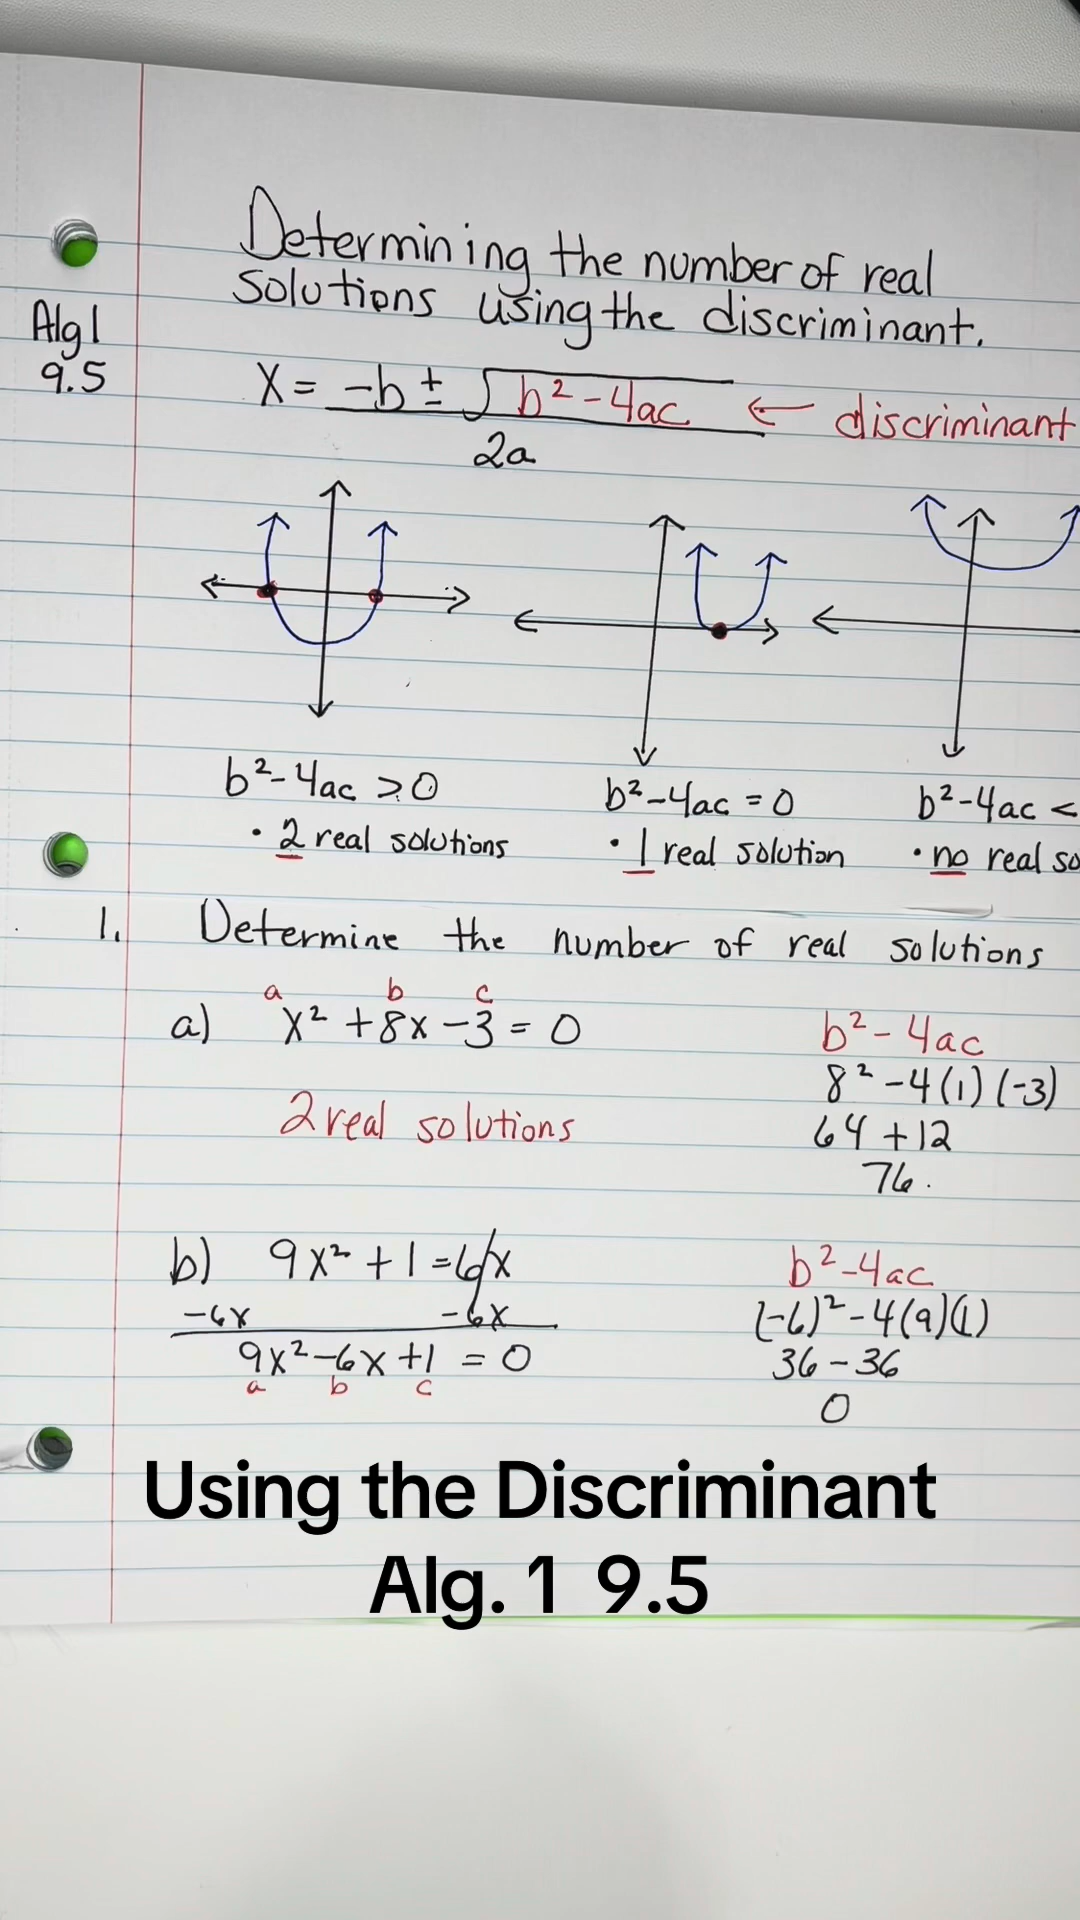 Determining the number of real
solutions using the discriminant.
Alg 1
9.5
X = -b ± √b² - 4ac ← discriminant
2a
b² - 4ac > 0
• 2 real solutions
b² - 4ac = 0
• 1 real solution
b² - 4ac <
• no real so
1. Determine the number of real solutions
a b c
a) x² + 8x - 3 = 0
2 real solutions
b² - 4ac
8² - 4(1)(-3)
64 + 12
76.
b) 9x² + 1 = 6x
-6x -6x
9x² - 6x + 1 = 0
a b c
b² - 4ac
(-6)² - 4(9)(1)
36 - 36
0
Using the Discriminant
Alg. 1 9.5